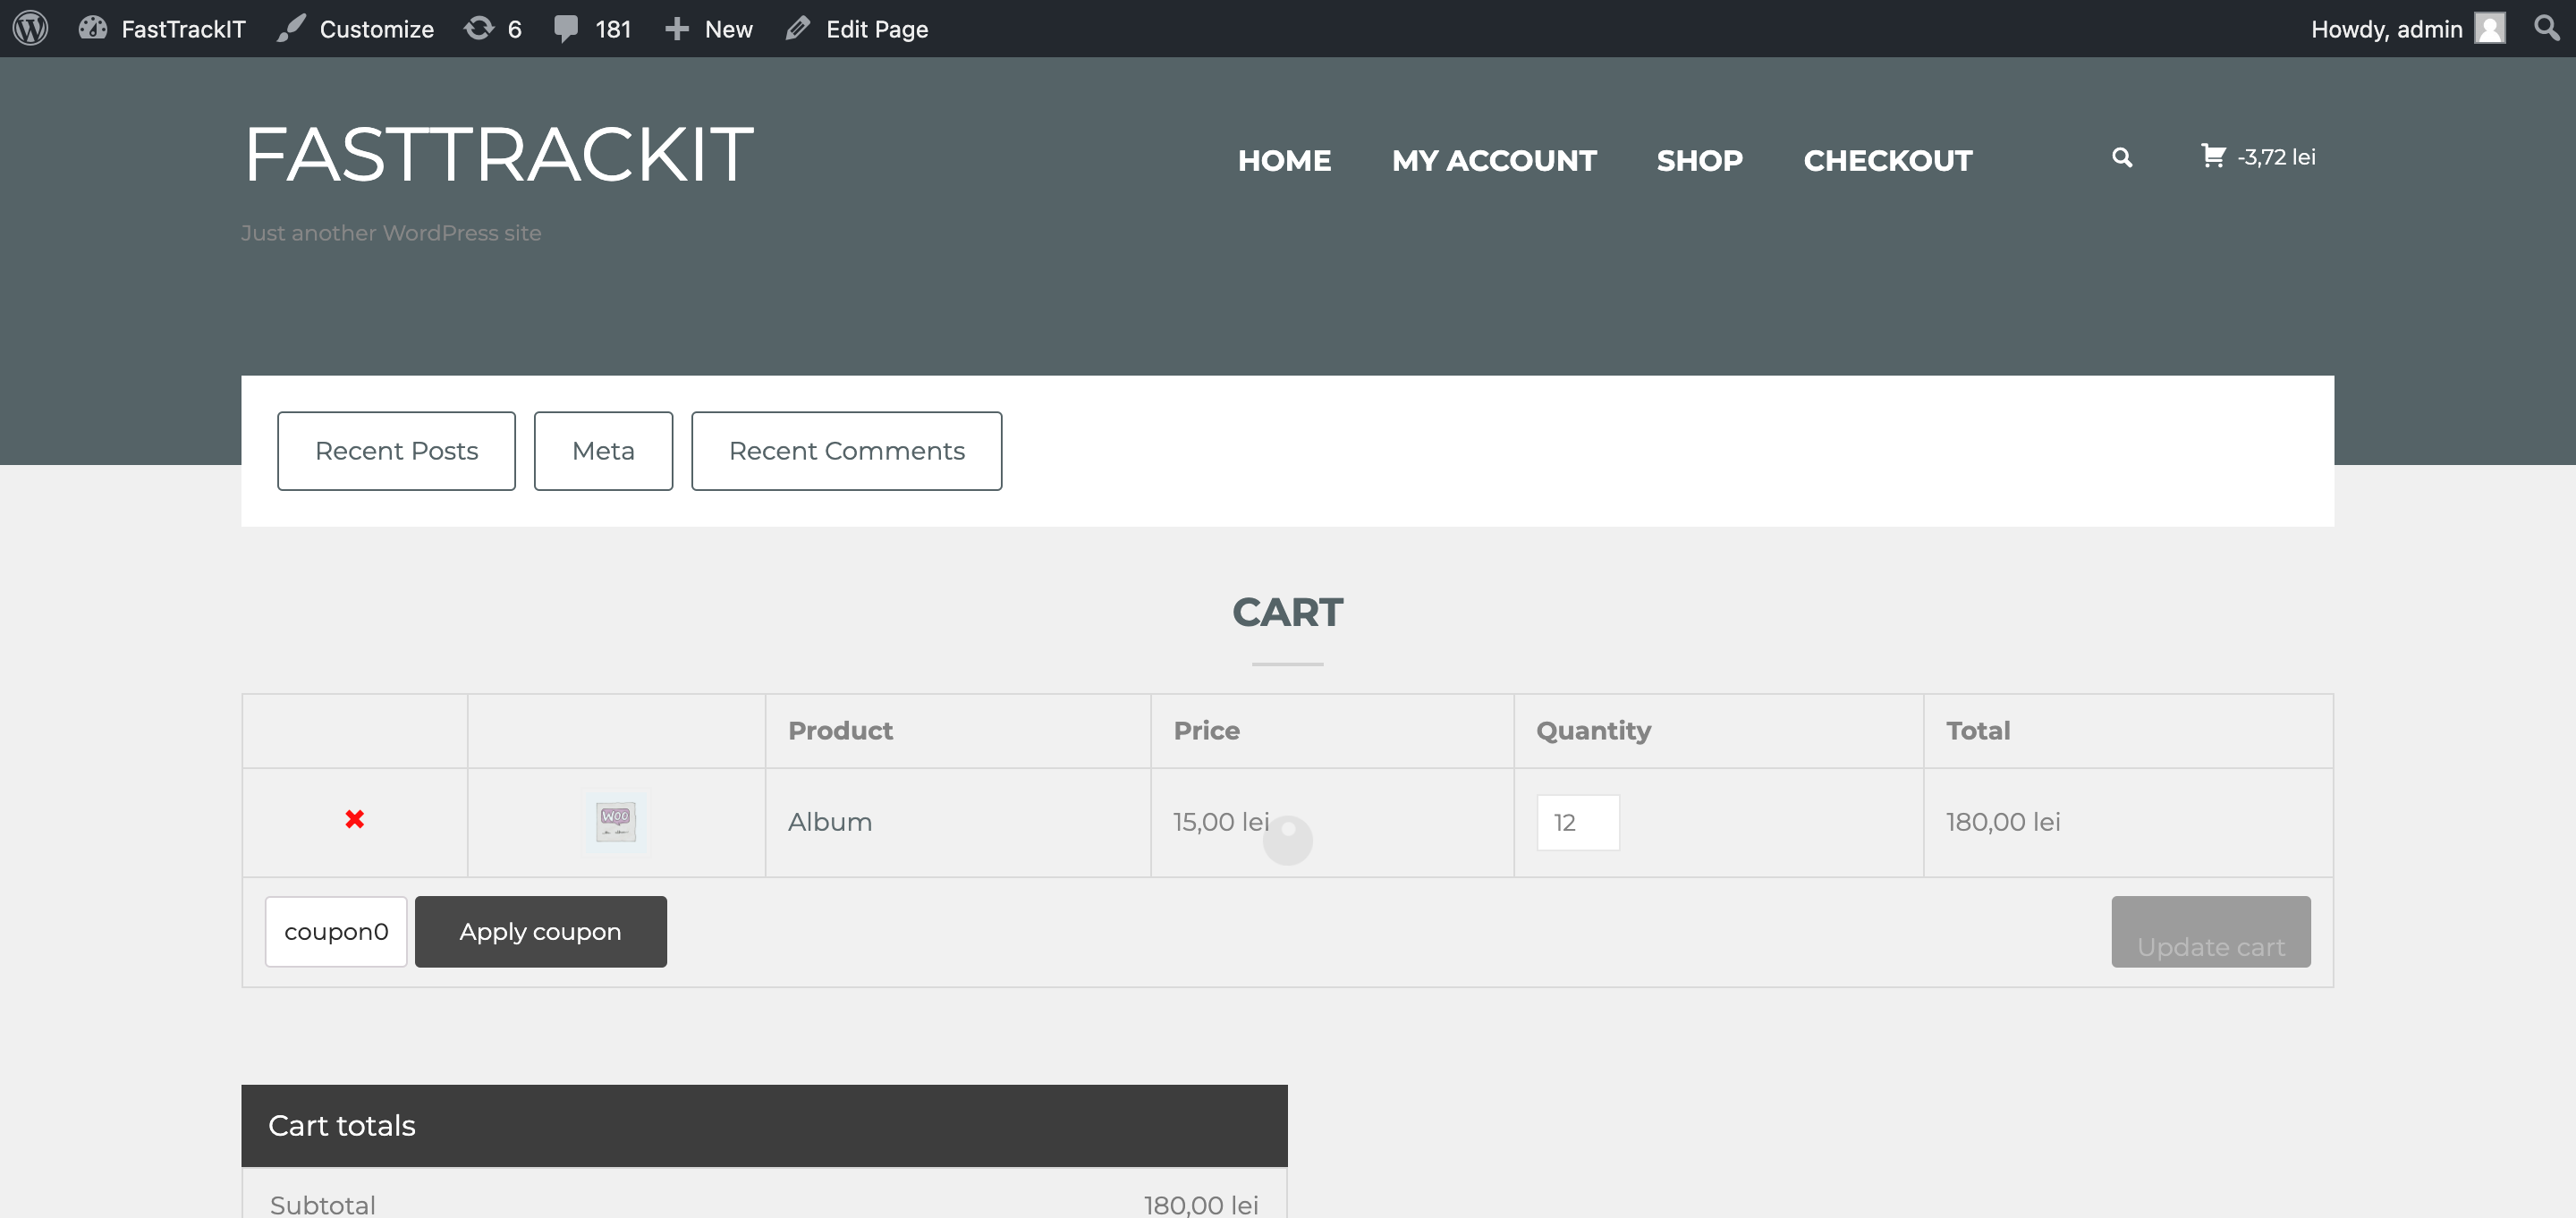 FastTrackIT Customize 6 181 New Edit Page Howdy, admin
FASTTRACKIT
HOME MY ACCOUNT SHOP CHECKOUT -3,72 lei
Just another WordPress site
Recent Posts Meta Recent Comments
CART
Product Price Quantity Total
WOO
Album 15,00 lei 12 180,00 lei
coupon0 Apply coupon Update cart
Cart totals
Subtotal 180,00 lei